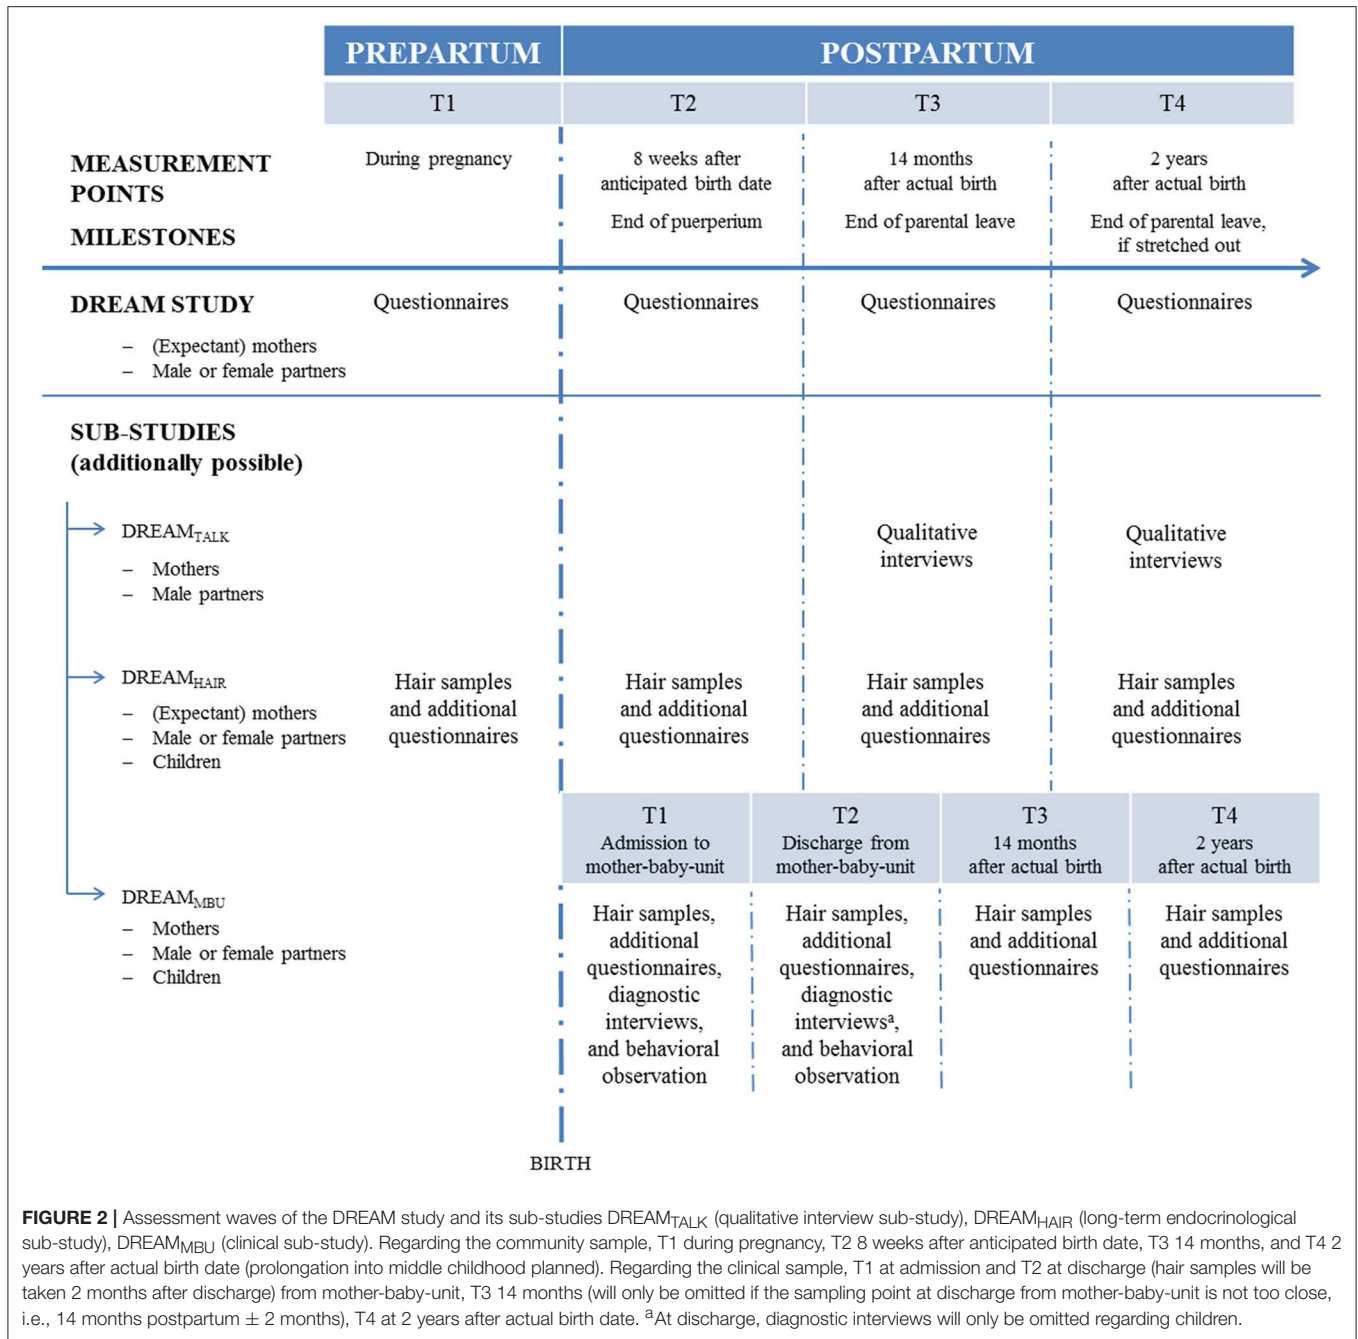 PREPARTUM POSTPARTUM
T1 T2 T3 T4
MEASUREMENT
POINTS
During pregnancy
8 weeks after
anticipated birth date
14 months
after actual birth
2 years
after actual birth
MILESTONES
End of puerperium
End of parental leave
End of parental leave,
if stretched out
DREAM STUDY
– (Expectant) mothers
– Male or female partners
Questionnaires Questionnaires Questionnaires Questionnaires
SUB-STUDIES
(additionally possible)
DREAMTALK
– Mothers
– Male partners
Qualitative
interviews
Qualitative
interviews
DREAMHAIR
– (Expectant) mothers
– Male or female partners
– Children
Hair samples
and additional
questionnaires
Hair samples
and additional
questionnaires
Hair samples
and additional
questionnaires
Hair samples
and additional
questionnaires
T1
Admission to
mother-baby-unit
T2
Discharge from
mother-baby-unit
T3
14 months
after actual birth
T4
2 years
after actual birth
DREAMMBU
– Mothers
– Male or female partners
– Children
Hair samples,
additional
questionnaires,
diagnostic
interviews,
and behavioral
observation
Hair samples,
additional
questionnaires,
diagnostic
interviewsᵃ,
and behavioral
observation
Hair samples
and additional
questionnaires
Hair samples
and additional
questionnaires
BIRTH
FIGURE 2 | Assessment waves of the DREAM study and its sub-studies DREAMTALK (qualitative interview sub-study), DREAMHAIR (long-term endocrinological
sub-study), DREAMMBU (clinical sub-study). Regarding the community sample, T1 during pregnancy, T2 8 weeks after anticipated birth date, T3 14 months, and T4 2
years after actual birth date (prolongation into middle childhood planned). Regarding the clinical sample, T1 at admission and T2 at discharge (hair samples will be
taken 2 months after discharge) from mother-baby-unit, T3 14 months (will only be omitted if the sampling point at discharge from mother-baby-unit is not too close,
i.e., 14 months postpartum ± 2 months), T4 at 2 years after actual birth date. ᵃAt discharge, diagnostic interviews will only be omitted regarding children.